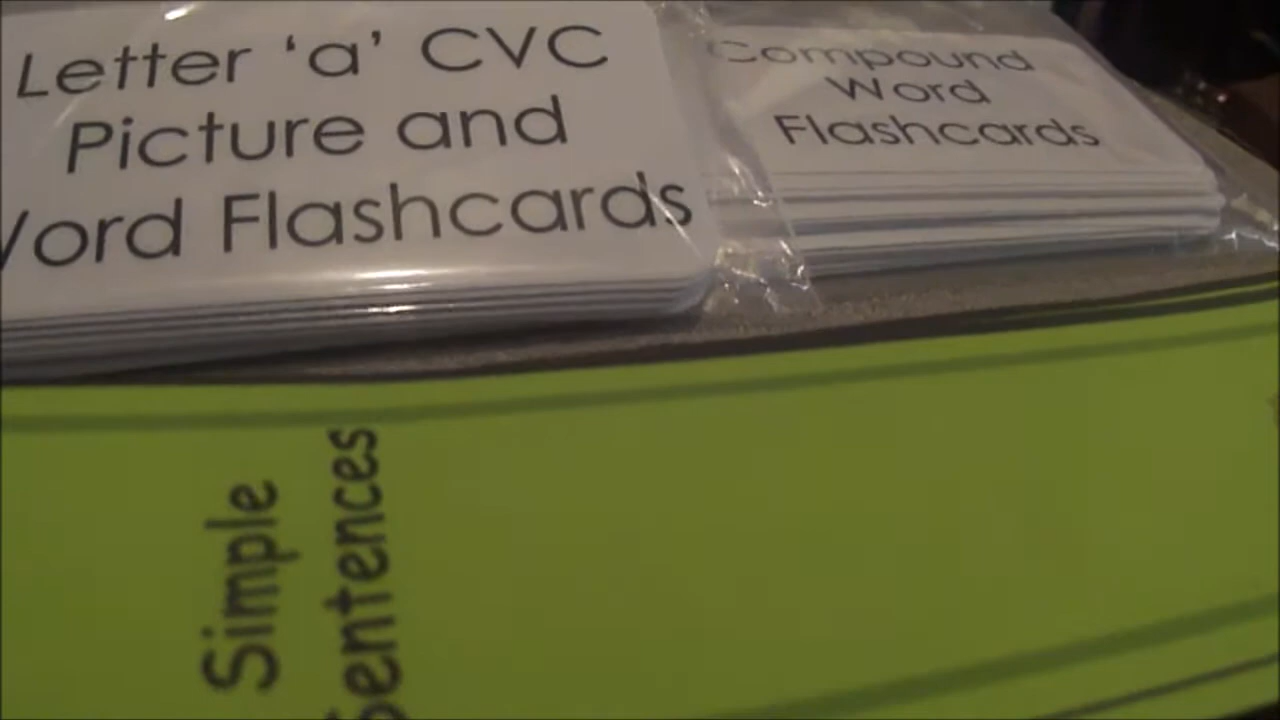 Letter 'a' CVC
Picture and
Word Flashcards
Compound
Word
Flashcards
Simple
Sentences